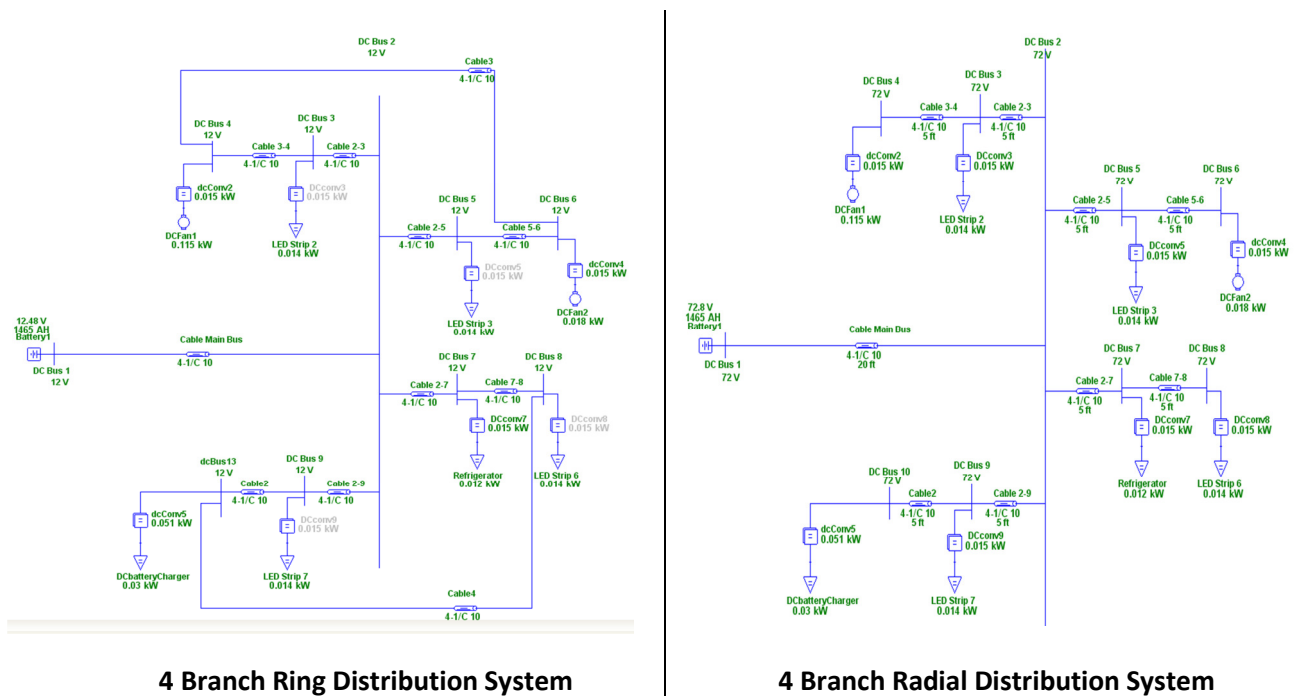 DC Bus 2
12 V
Cable3
4-1/C 10
DC Bus 4
12 V
DC Bus 3
12 V
Cable 3-4
4-1/C 10
Cable 2-3
4-1/C 10
dcConv2
0.015 kW
DCconv3
0.015 kW
DCFan1
0.115 kW
LED Strip 2
0.014 kW
DC Bus 5
12 V
DC Bus 6
12 V
Cable 2-5
4-1/C 10
Cable 5-6
4-1/C 10
DCconv5
0.015 kW
dcConv4
0.015 kW
LED Strip 3
0.014 kW
DCFan2
0.018 kW
12.48 V
1465 AH
Battery1
DC Bus 1
12 V
Cable Main Bus
4-1/C 10
DC Bus 7
12 V
DC Bus 8
12 V
Cable 2-7
4-1/C 10
Cable 7-8
4-1/C 10
DCconv7
0.015 kW
DCconv8
0.015 kW
Refrigerator
0.012 kW
LED Strip 6
0.014 kW
dcBus13
12 V
DC Bus 9
12 V
Cable2
4-1/C 10
Cable 2-9
4-1/C 10
dcConv5
0.051 kW
DCconv9
0.015 kW
DCbatteryCharger
0.03 kW
LED Strip 7
0.014 kW
Cable4
4-1/C 10
4 Branch Ring Distribution System
DC Bus 2
72 V
DC Bus 4
72 V
DC Bus 3
72 V
Cable 3-4
4-1/C 10
5 ft
Cable 2-3
4-1/C 10
5 ft
dcConv2
0.015 kW
DCconv3
0.015 kW
DCFan1
0.115 kW
LED Strip 2
0.014 kW
DC Bus 5
72 V
DC Bus 6
72 V
Cable 2-5
4-1/C 10
5 ft
Cable 5-6
4-1/C 10
5 ft
DCconv5
0.015 kW
dcConv4
0.015 kW
LED Strip 3
0.014 kW
DCFan2
0.018 kW
72.8 V
1465 AH
Battery1
DC Bus 1
72 V
Cable Main Bus
4-1/C 10
20 ft
DC Bus 7
72 V
DC Bus 8
72 V
Cable 2-7
4-1/C 10
5 ft
Cable 7-8
4-1/C 10
5 ft
DCconv7
0.015 kW
DCconv8
0.015 kW
Refrigerator
0.012 kW
LED Strip 6
0.014 kW
DC Bus 10
72 V
DC Bus 9
72 V
Cable2
4-1/C 10
5 ft
Cable 2-9
4-1/C 10
5 ft
dcConv5
0.051 kW
DCconv9
0.015 kW
DCbatteryCharger
0.03 kW
LED Strip 7
0.014 kW
4 Branch Radial Distribution System